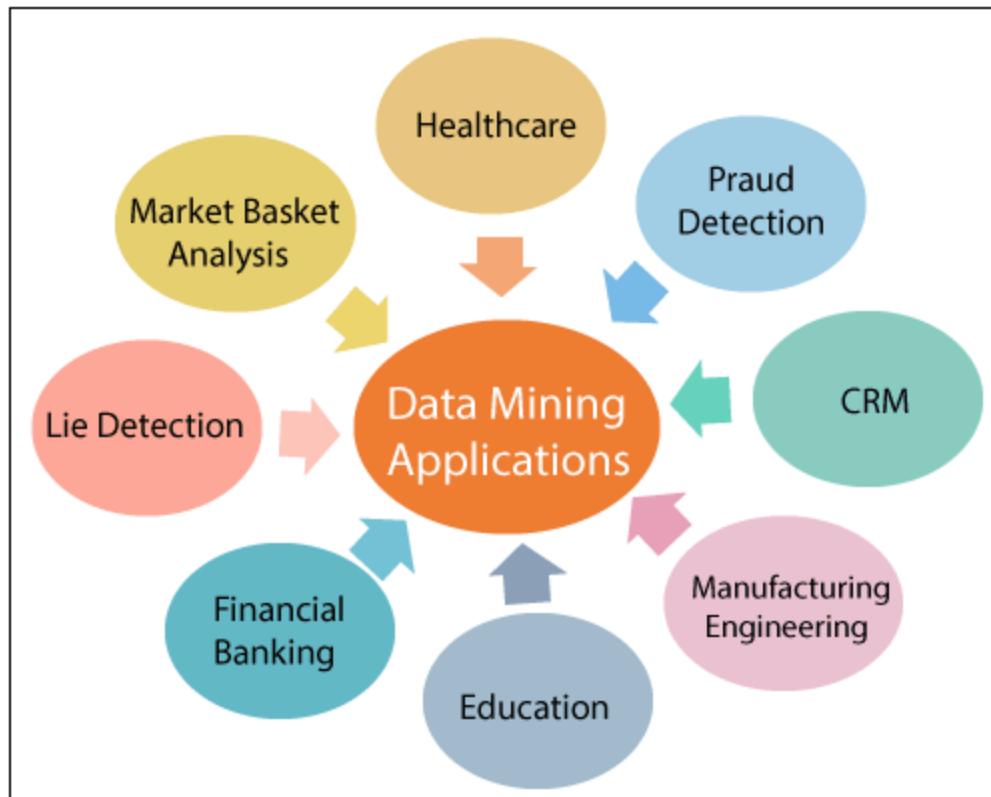 Healthcare
Praud
Detection
Market Basket
Analysis
CRM
Data Mining
Applications
Lie Detection
Manufacturing
Engineering
Financial
Banking
Education